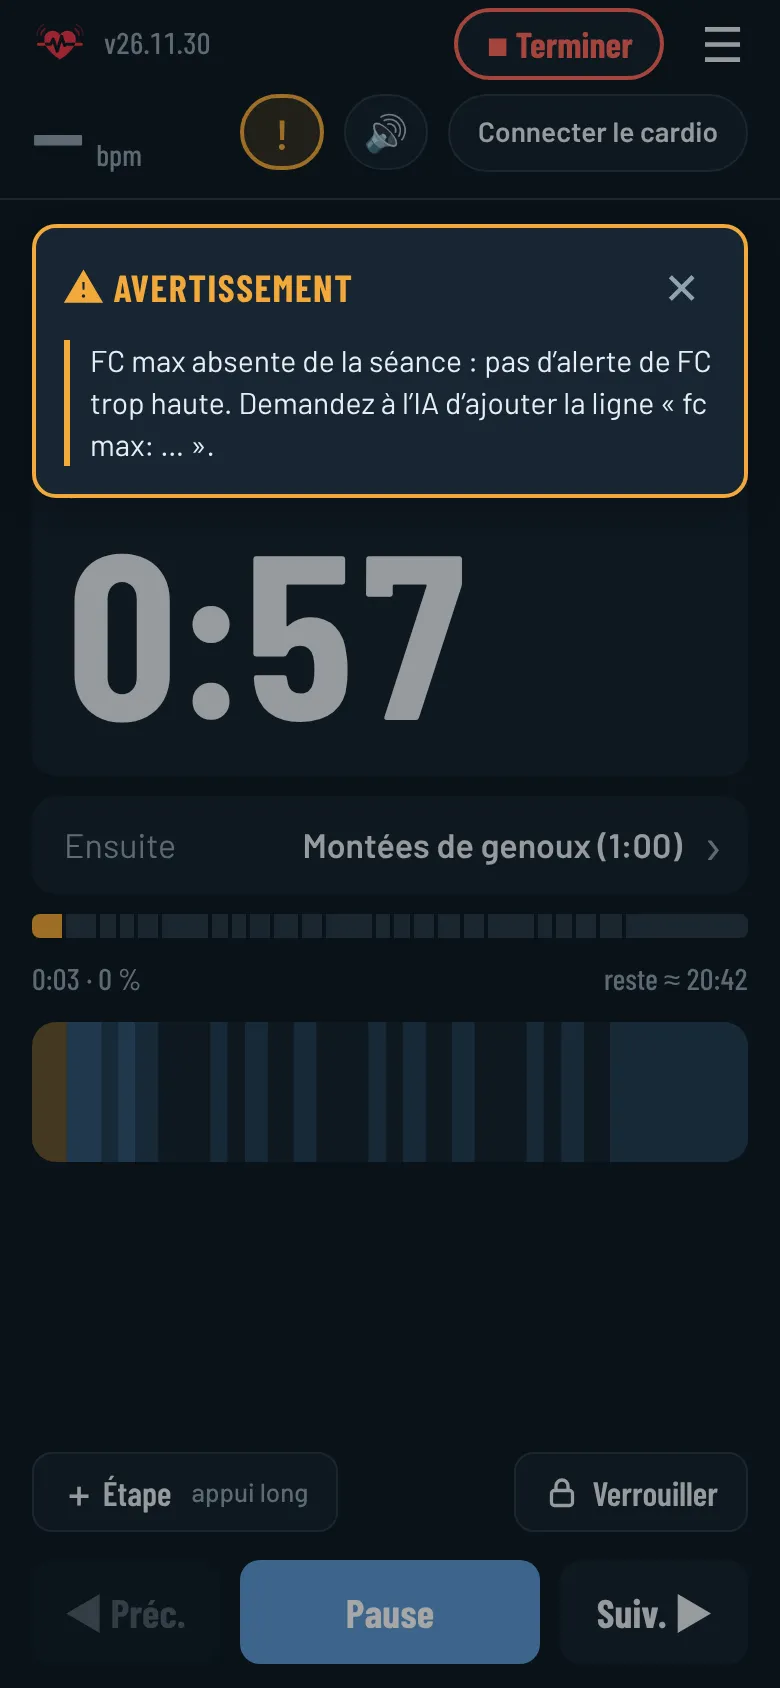 v26.11.30
■ Terminer
bpm
!
Connecter le cardio
AVERTISSEMENT
FC max absente de la séance : pas d’alerte de FC
trop haute. Demandez à l’IA d’ajouter la ligne « fc
max: ... ».
0:57
Ensuite
Montées de genoux (1:00) ›
0:03 · 0 %
reste ≈ 20:42
+ Étape appui long
Verrouiller
◀ Préc.
Pause
Suiv. ▶